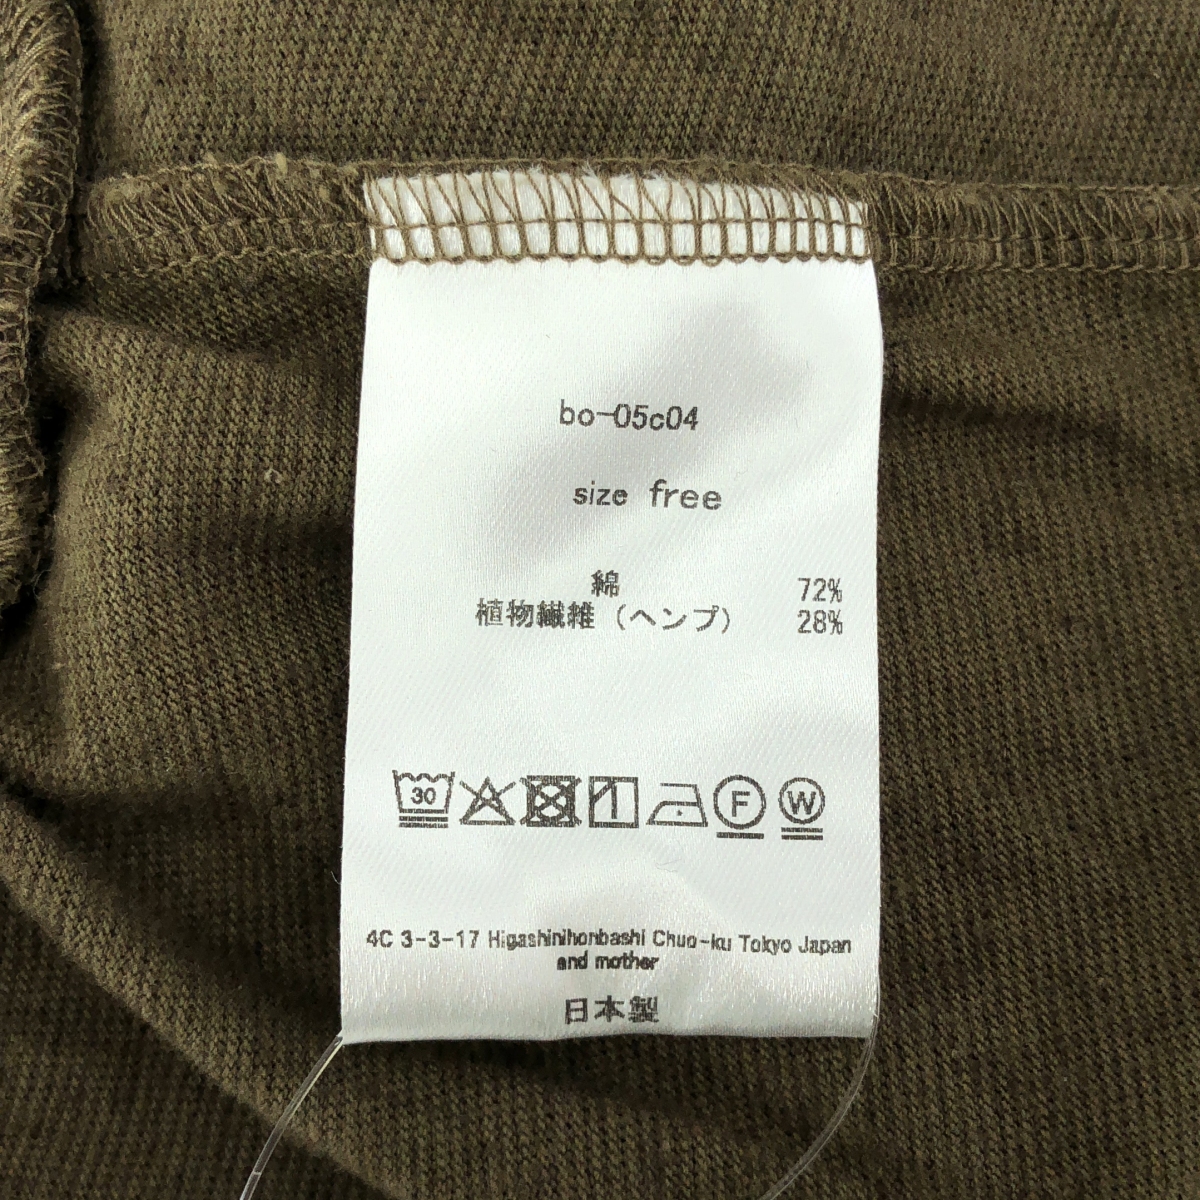 bo-05c04
size free
綿 72%
植物繊維 (ヘンプ) 28%
30
F W
4C 3-3-17 Higashinihonbashi Chuo-ku Tokyo Japan
and mother
日本製